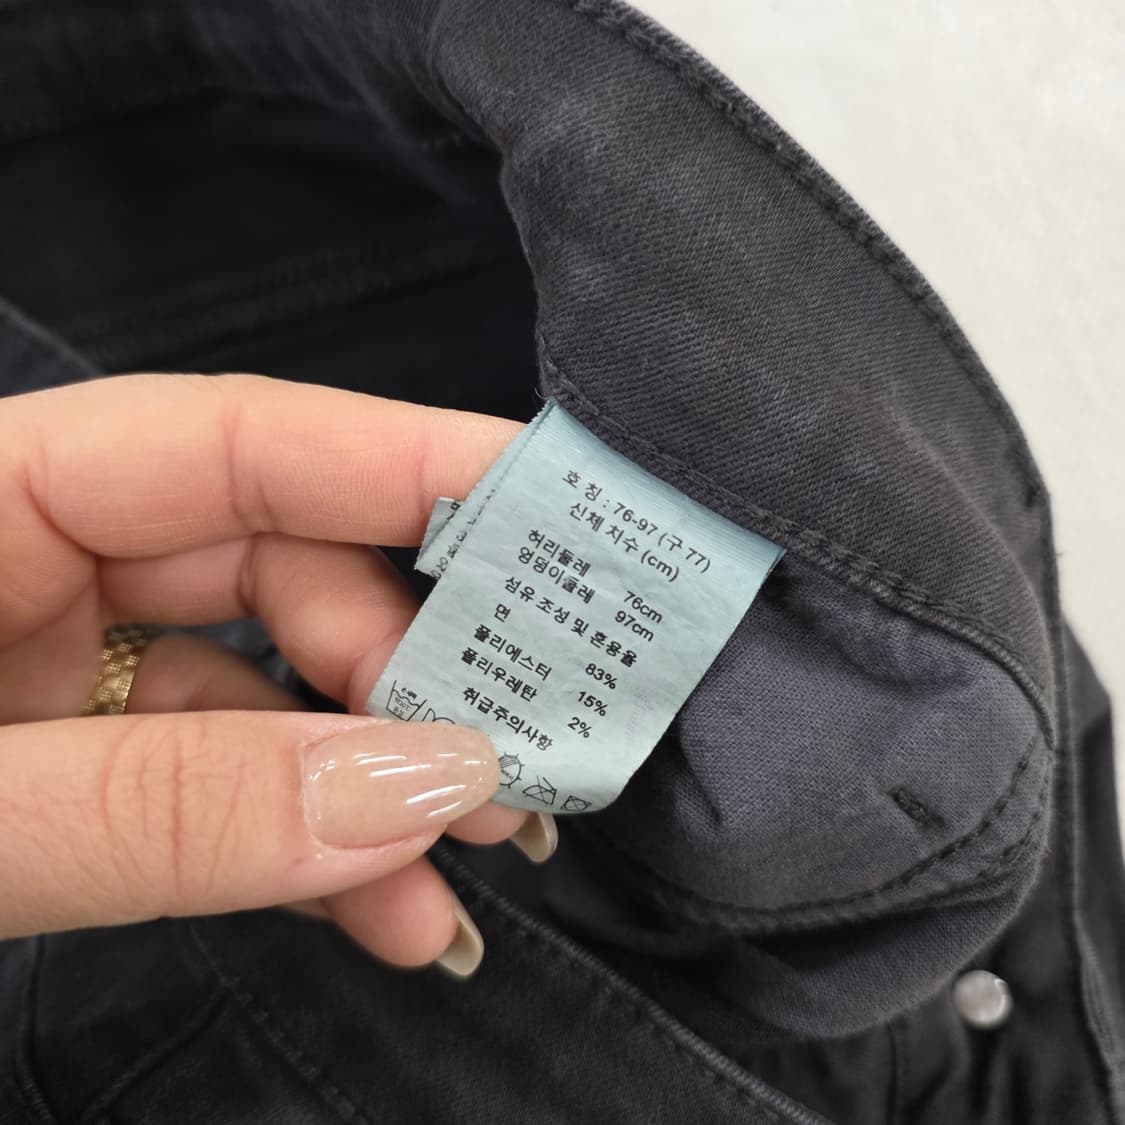 호 칭 : 76-97 (구 77)
신체 치수 (cm)
허리둘레 76cm
엉덩이둘레 97cm
섬유 조성 및 혼용율
면 83%
폴리에스터 15%
폴리우레탄 2%
취급주의사항